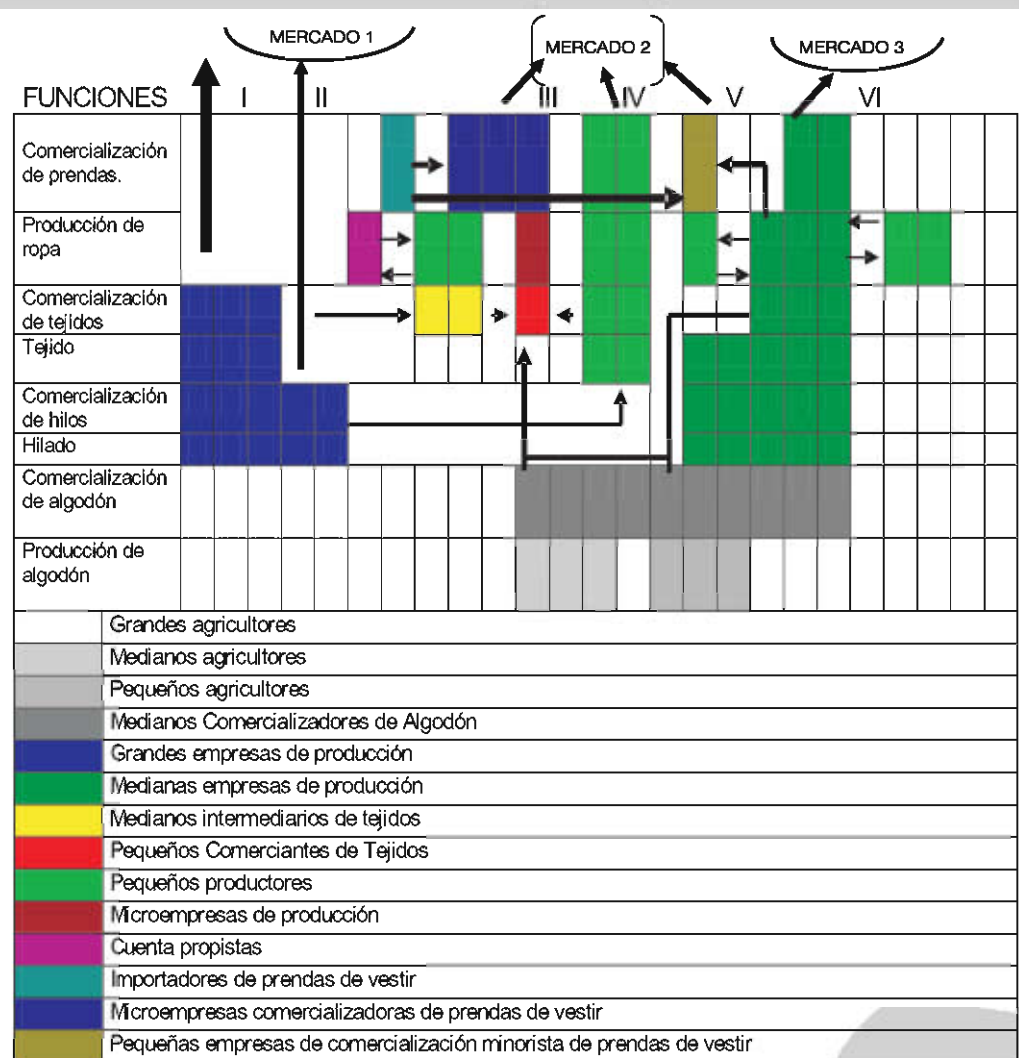 MERCADO 1
MERCADO 2
MERCADO 3
FUNCIONES I II III IV V VI
Comercialización
de prendas.
Producción de
ropa
Comercialización
de tejidos
Tejido
Comercialización
de hilos
Hilado
Comercialización
de algodón
Producción de
algodón
Grandes agricultores
Medianos agricultores
Pequeños agricultores
Medianos Comercializadores de Algodón
Grandes empresas de producción
Medianas empresas de producción
Medianos intermediarios de tejidos
Pequeños Comerciantes de Tejidos
Pequeños productores
Microempresas de producción
Cuenta propistas
Importadores de prendas de vestir
Microempresas comercializadoras de prendas de vestir
Pequeñas empresas de comercialización minorista de prendas de vestir